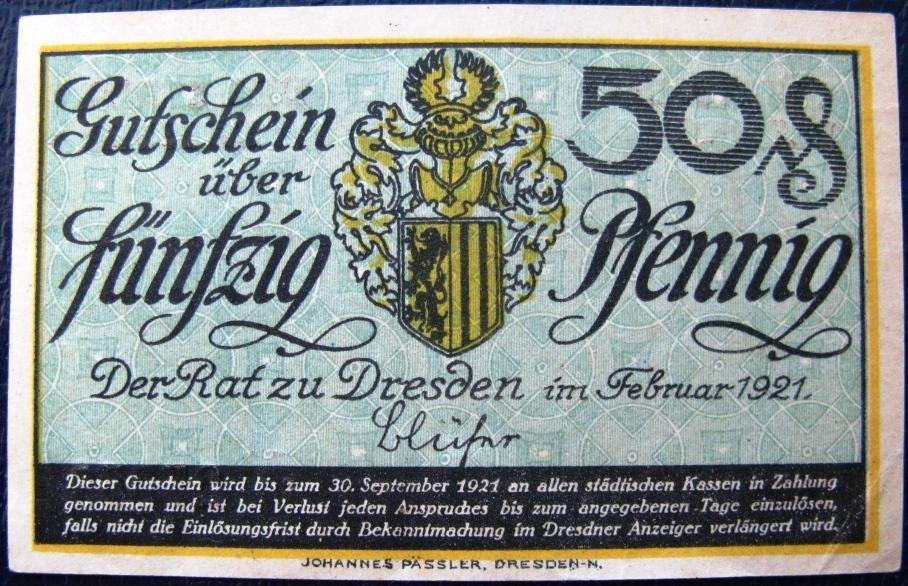 Gutschein
über
fünfzig
50 ₰
Pfennig
Der Rat zu Dresden im Februar 1921.
Blüher
Dieser Gutschein wird bis zum 30. September 1921 an allen städtischen Kassen in Zahlung
genommen und ist bei Verlust jeden Anspruches bis zum angegebenen Tage einzulösen,
falls nicht die Einlösungsfrist durch Bekanntmachung im Dresdner Anzeiger verlängert wird.
JOHANNES PÄSSLER, DRESDEN-N.